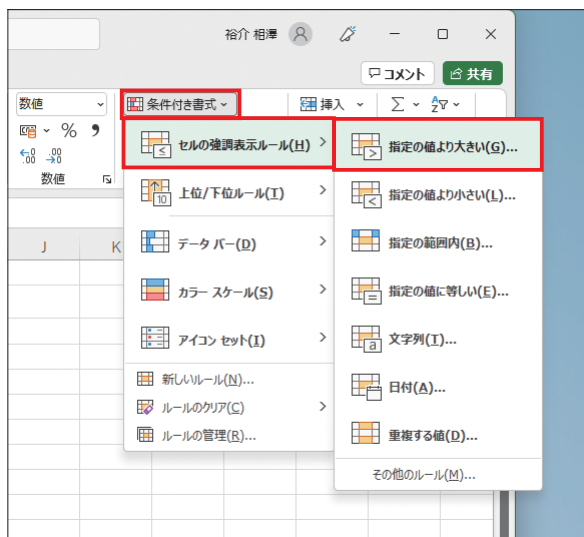 裕介 相澤
コメント
共有
数値
条件付き書式
挿入
% 9
セルの強調表示ルール(H)
指定の値より大きい(G)...
数値
上位/下位ルール(T)
指定の値より小さい(L)...
データ バー(D)
指定の範囲内(B)...
J
K
カラー スケール(S)
指定の値に等しい(E)...
アイコン セット(I)
文字列(T)...
新しいルール(N)...
日付(A)...
ルールのクリア(C)
ルールの管理(R)...
重複する値(D)...
その他のルール(M)...